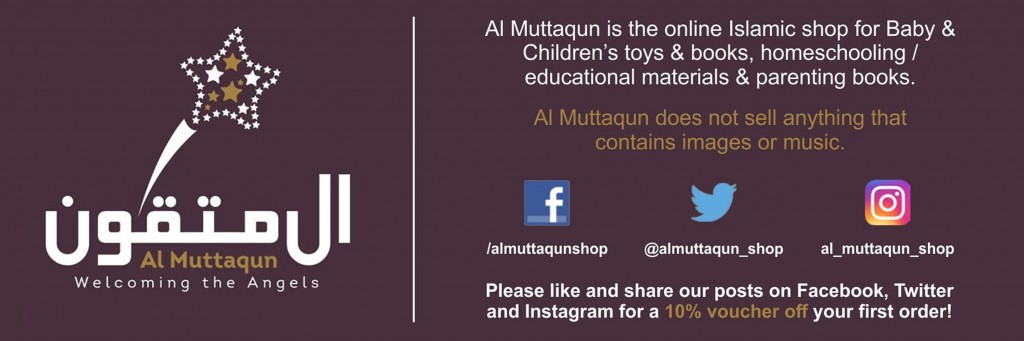 المتقون
Al Muttaqun
Welcoming the Angels
Al Muttaqun is the online Islamic shop for Baby &
Children's toys & books, homeschooling /
educational materials & parenting books.
Al Muttaqun does not sell anything that
contains images or music.
/almuttaqunshop @almuttaqun_shop al_muttaqun_shop
Please like and share our posts on Facebook, Twitter
and Instagram for a 10% voucher off your first order!